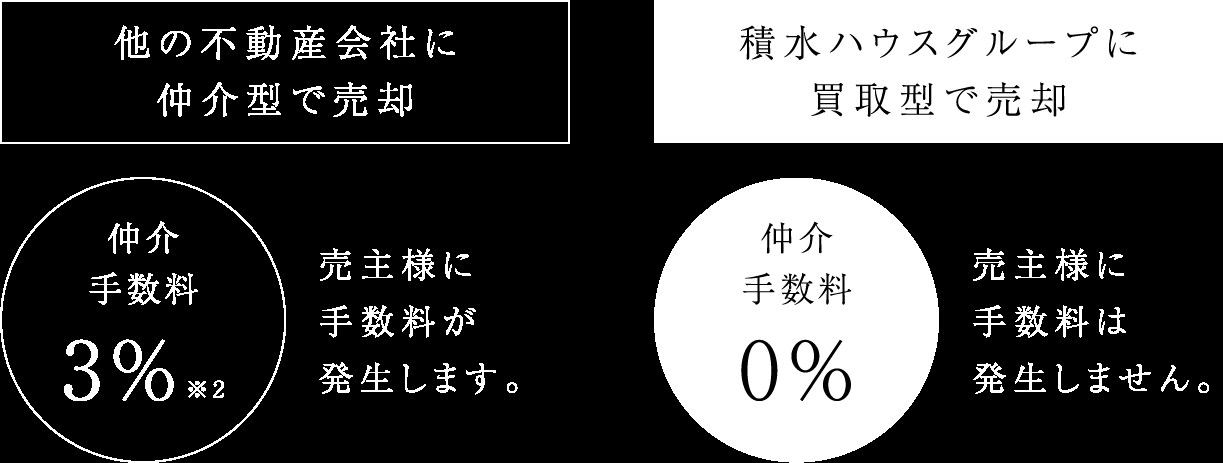 他の不動産会社に
仲介型で売却
仲介
手数料
3%※2
売主様に
手数料が
発生します。
積水ハウスグループに
買取型で売却
仲介
手数料
0%
売主様に
手数料は
発生しません。